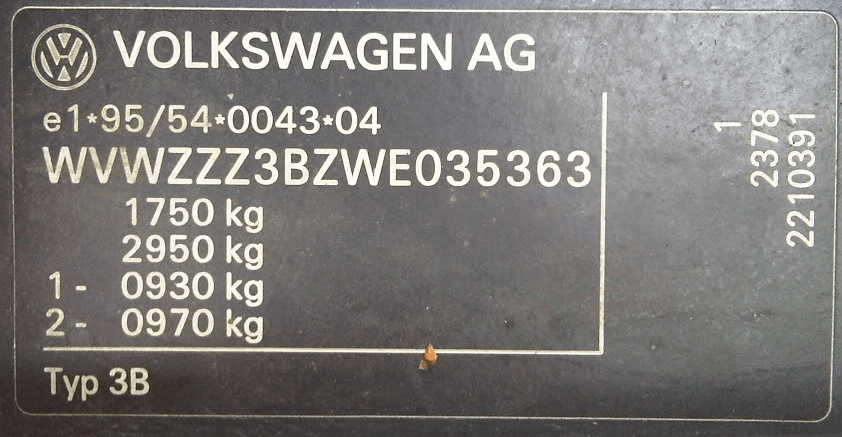 VOLKSWAGEN AG
e1*95/54*0043*04
WVWZZZ3BZWE035363
1750 kg
2950 kg
1 - 0930 kg
2 - 0970 kg
Typ 3B
1
2378
2210391